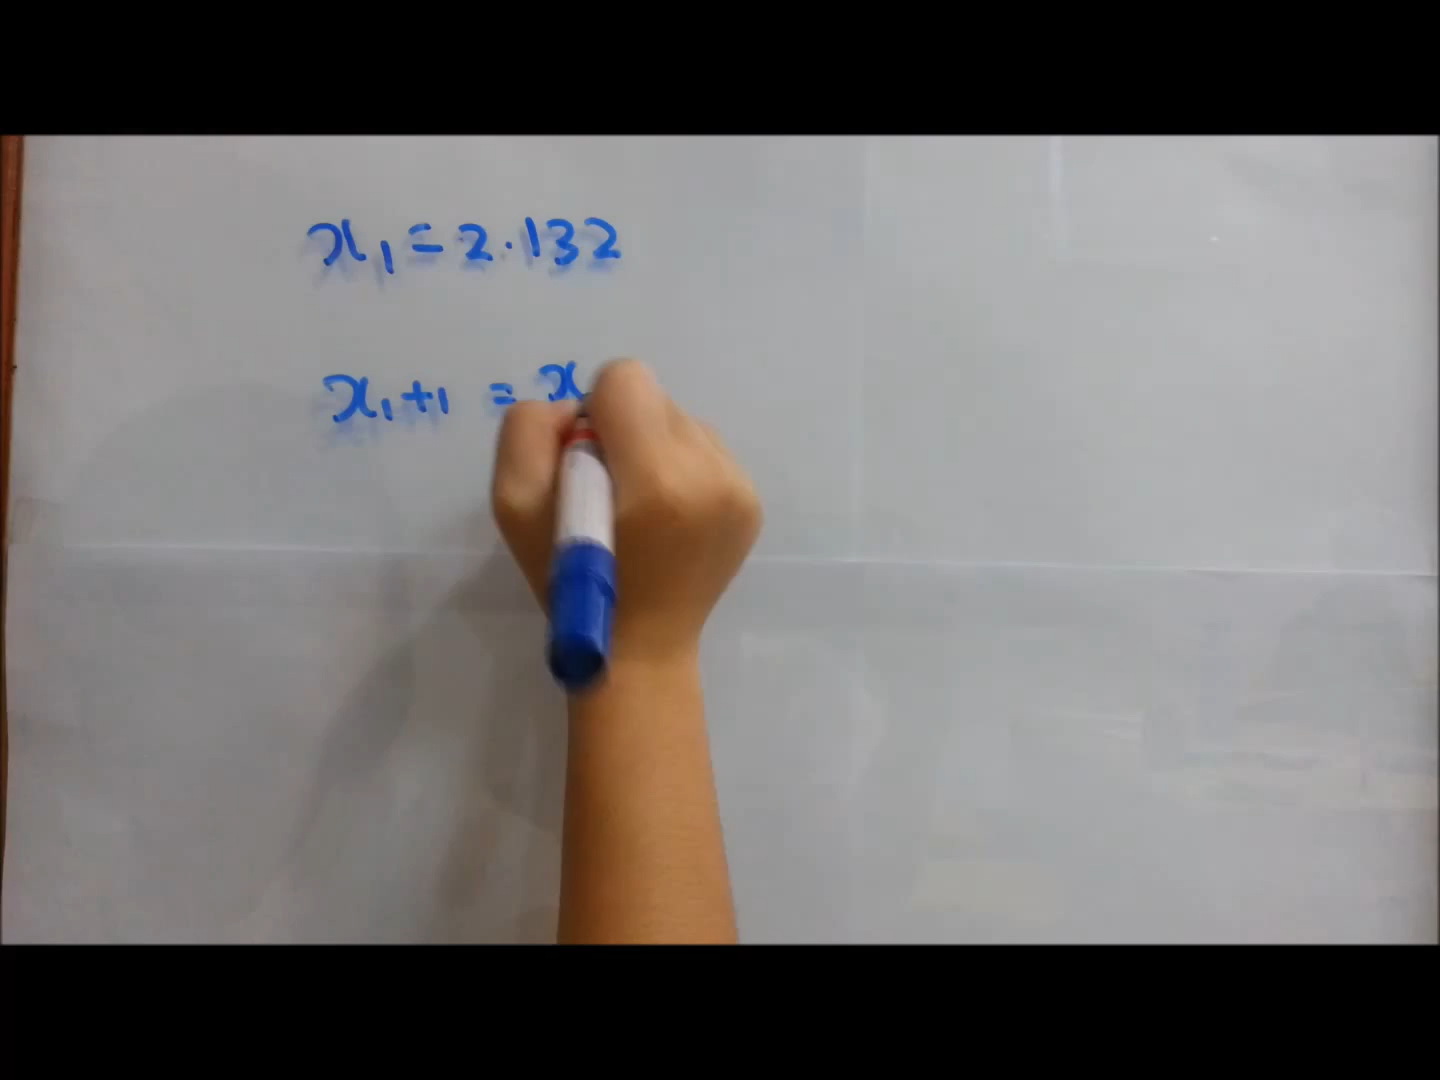 x₁ = 2.132
x₁+1 = x